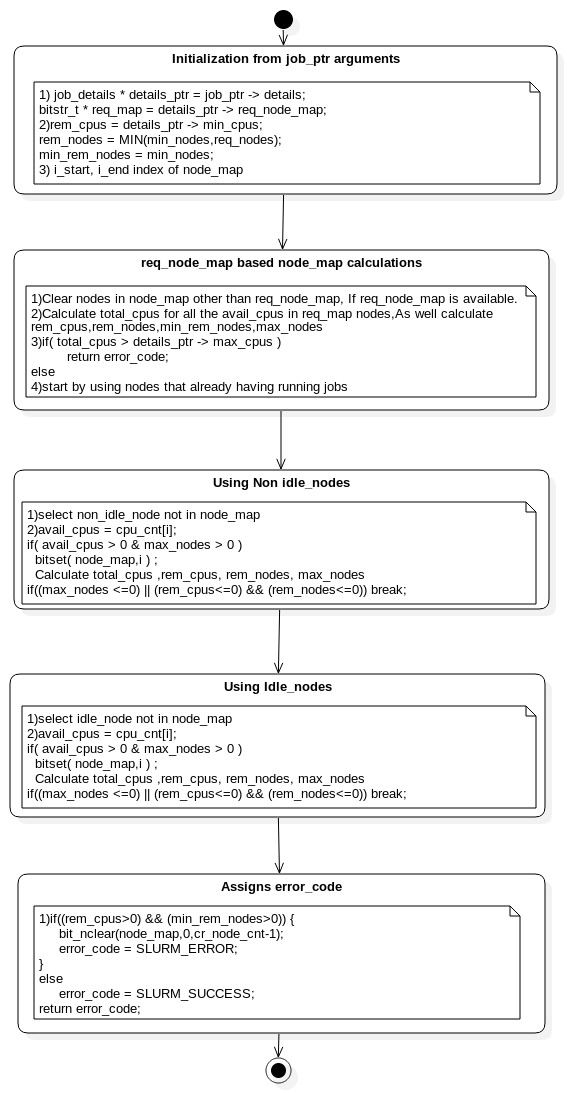 Initialization from job_ptr arguments
1) job_details * details_ptr = job_ptr -> details;
bitstr_t * req_map = details_ptr -> req_node_map;
2)rem_cpus = details_ptr -> min_cpus;
rem_nodes = MIN(min_nodes,req_nodes);
min_rem_nodes = min_nodes;
3) i_start, i_end index of node_map
req_node_map based node_map calculations
1)Clear nodes in node_map other than req_node_map, If req_node_map is available.
2)Calculate total_cpus for all the avail_cpus in req_map nodes,As well calculate
rem_cpus,rem_nodes,min_rem_nodes,max_nodes
3)if( total_cpus > details_ptr -> max_cpus )
return error_code;
else
4)start by using nodes that already having running jobs
Using Non idle_nodes
1)select non_idle_node not in node_map
2)avail_cpus = cpu_cnt[i];
if( avail_cpus > 0 & max_nodes > 0 )
bitset( node_map,i ) ;
Calculate total_cpus ,rem_cpus, rem_nodes, max_nodes
if((max_nodes <=0) || (rem_cpus<=0) && (rem_nodes<=0)) break;
Using Idle_nodes
1)select idle_node not in node_map
2)avail_cpus = cpu_cnt[i];
if( avail_cpus > 0 & max_nodes > 0 )
bitset( node_map,i ) ;
Calculate total_cpus ,rem_cpus, rem_nodes, max_nodes
if((max_nodes <=0) || (rem_cpus<=0) && (rem_nodes<=0)) break;
Assigns error_code
1)if((rem_cpus>0) && (min_rem_nodes>0)) {
bit_nclear(node_map,0,cr_node_cnt-1);
error_code = SLURM_ERROR;
}
else
error_code = SLURM_SUCCESS;
return error_code;